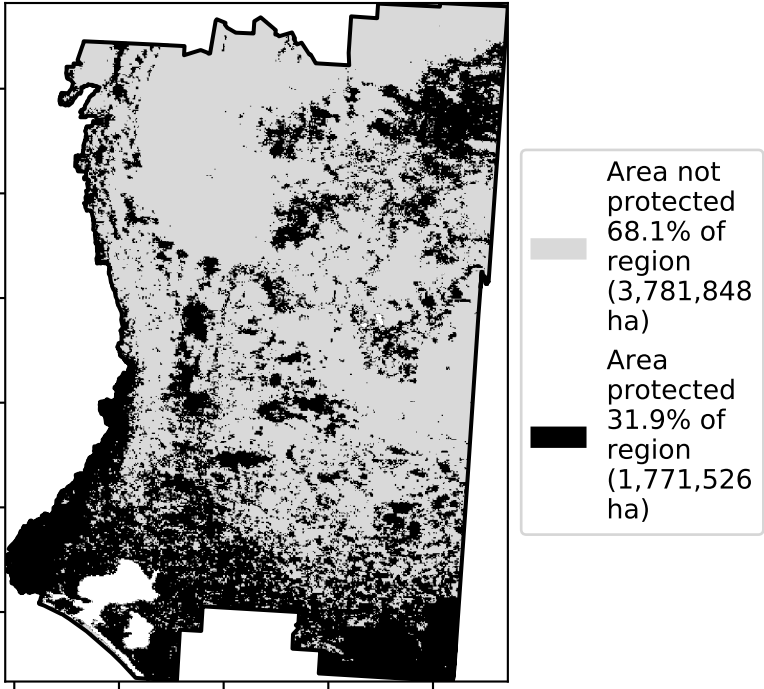 Area not
protected
68.1% of
region
(3,781,848
ha)
Area
protected
31.9% of
region
(1,771,526
ha)